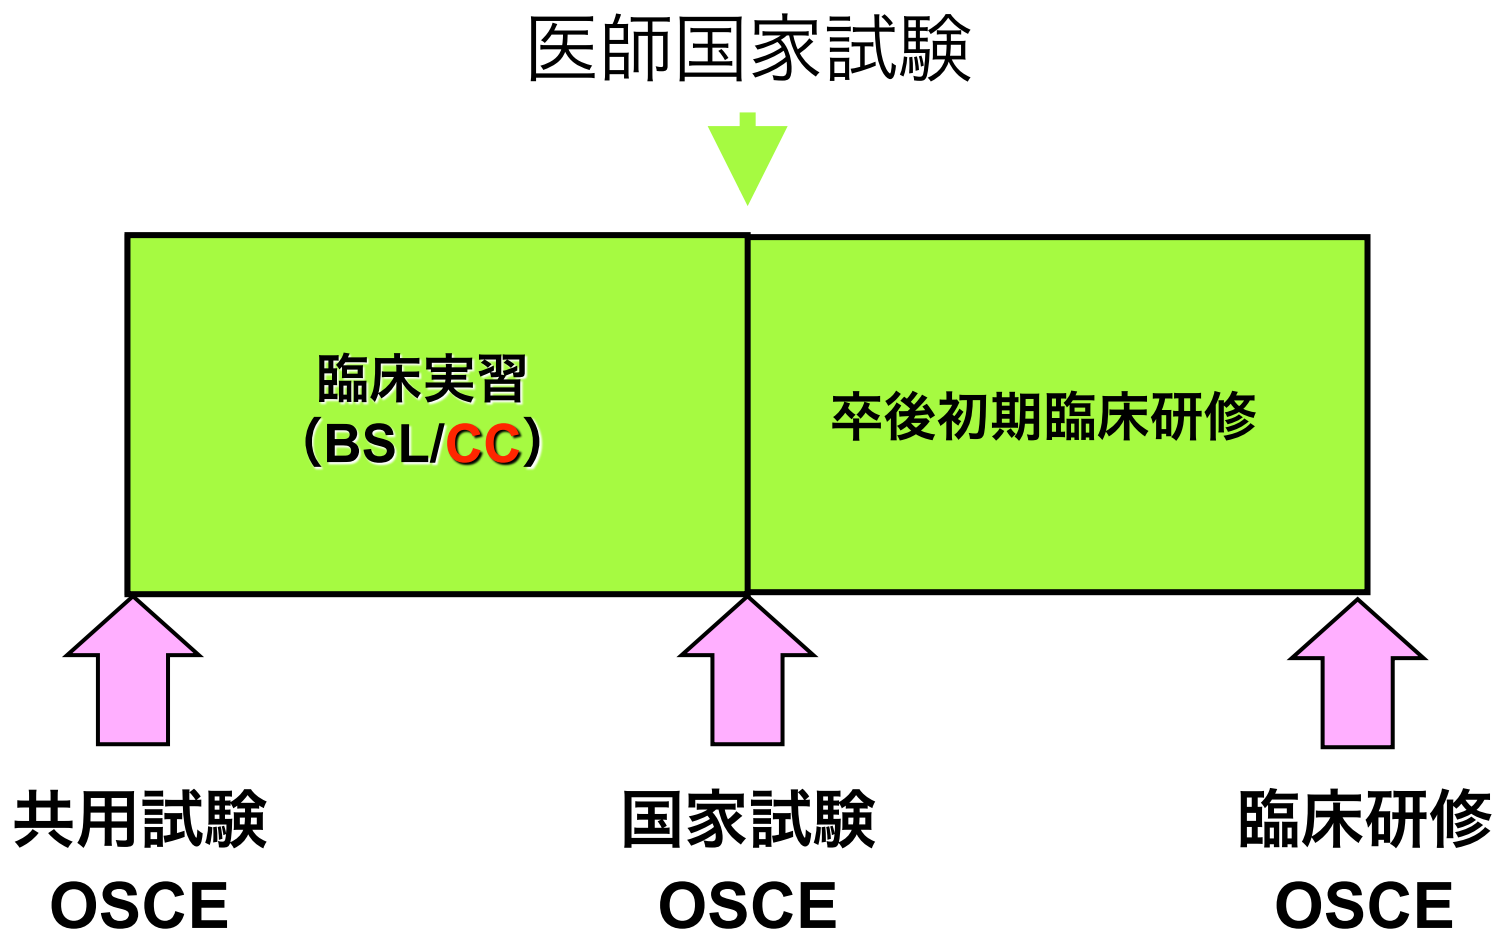 医師国家試験
臨床実習
（BSL/CC）
卒後初期臨床研修
共用試験
OSCE
国家試験
OSCE
臨床研修
OSCE